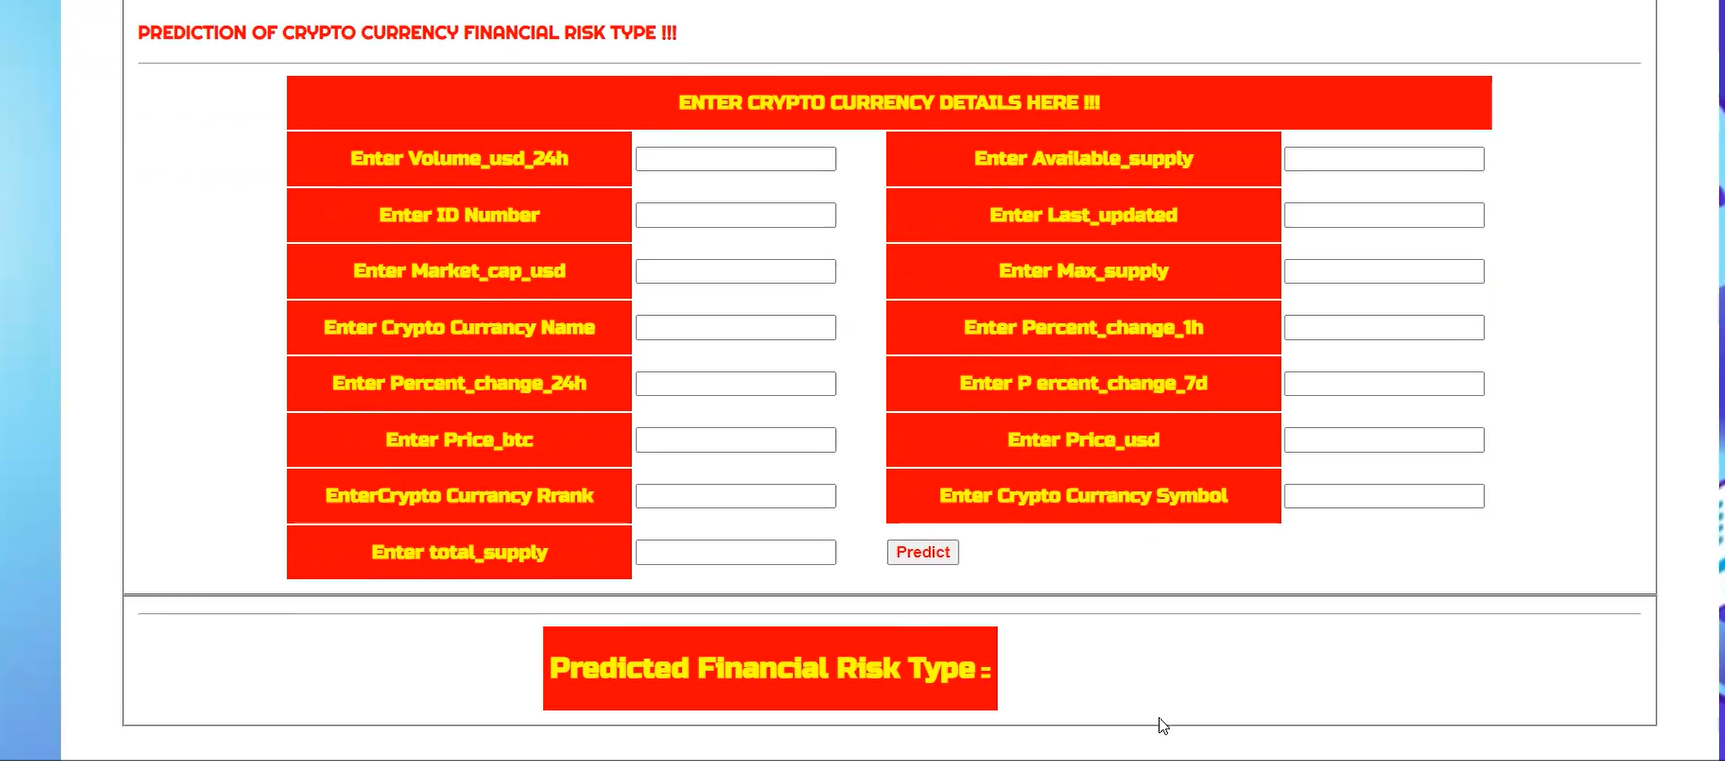 PREDICTION OF CRYPTO CURRENCY FINANCIAL RISK TYPE !!!
ENTER CRYPTO CURRENCY DETAILS HERE !!!
Enter Volume_usd_24h
Enter Available_supply
Enter ID Number
Enter Last_updated
Enter Market_cap_usd
Enter Max_supply
Enter Crypto Currancy Name
Enter Percent_change_1h
Enter Percent_change_24h
Enter P ercent_change_7d
Enter Price_btc
Enter Price_usd
EnterCrypto Currancy Rrank
Enter Crypto Currancy Symbol
Enter total_supply
Predict
Predicted Financial Risk Type =